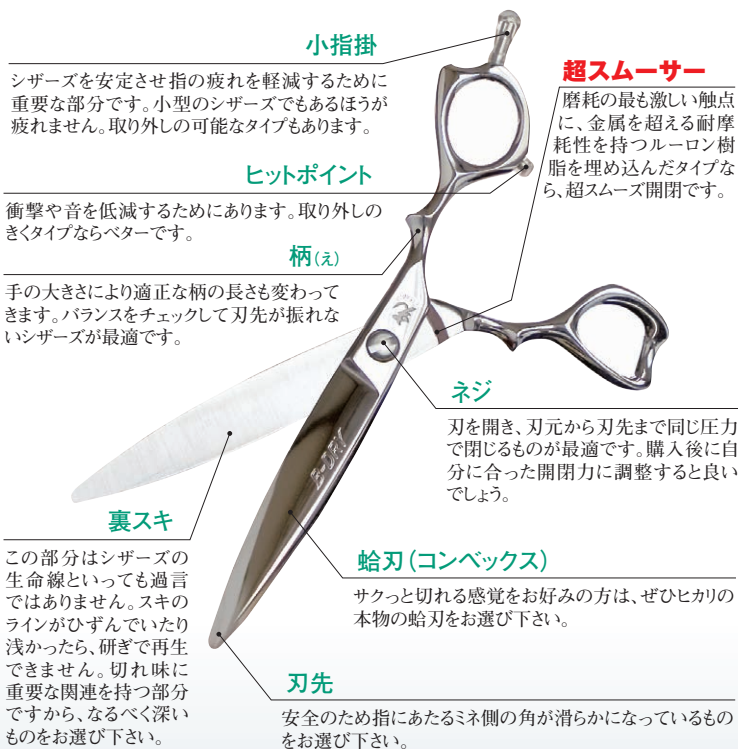 小指掛
シザーズを安定させ指の疲れを軽減するために
重要な部分です。小型のシザーズでもあるほうが
疲れません。取り外しの可能なタイプもあります。
超スムーサー
磨耗の最も激しい触点
に、金属を超える耐摩
耗性を持つルーロン樹
脂を埋め込んだタイプな
ら、超スムーズ開閉です。
ヒットポイント
衝撃や音を低減するためにあります。取り外しの
きくタイプならベターです。
柄(え)
手の大きさにより適正な柄の長さも変わって
きます。バランスをチェックして刃先が振れな
いシザーズが最適です。
ネジ
刃を開き、刃元から刃先まで同じ圧力
で閉じるものが最適です。購入後に自
分に合った開閉力に調整すると良い
でしょう。
B-DRY
裏スキ
この部分はシザーズの
生命線といっても過言
ではありません。スキの
ラインがひずんでいたり
浅かったら、研ぎで再生
できません。切れ味に
重要な関連を持つ部分
ですから、なるべく深い
ものをお選び下さい。
蛤刃(コンベックス)
サクっと切れる感覚をお好みの方は、ぜひヒカリの
本物の蛤刃をお選び下さい。
刃先
安全のため指にあたるミネ側の角が滑らかになっているもの
をお選び下さい。